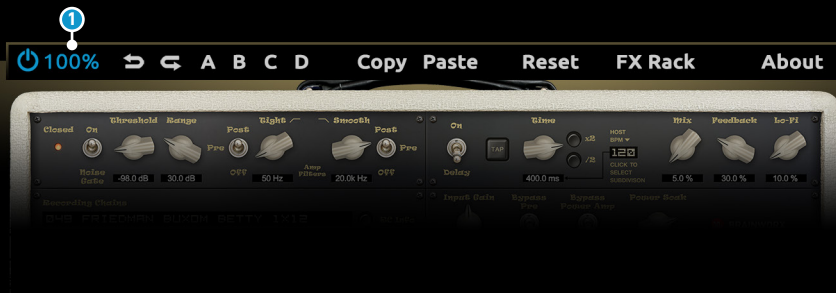 1
100% A B C D Copy Paste Reset FX Rack About
Threshold Range Tight Smooth Time Mix Feedback Lo-Fi
Closed On Post Post On x2 HOST
BPM
Pre Pre TAP 120
/2 CLICK TO
Noise Gate Off Amp Filters Off Delay SELECT
SUBDIVISION
-98.0 dB 30.0 dB 50 Hz 20.0k Hz 400.0 ms 5.0 % 30.0 % 10.0 %
Recording Chains Input Gain Bypass Pre Bypass Power Amp Power Soak